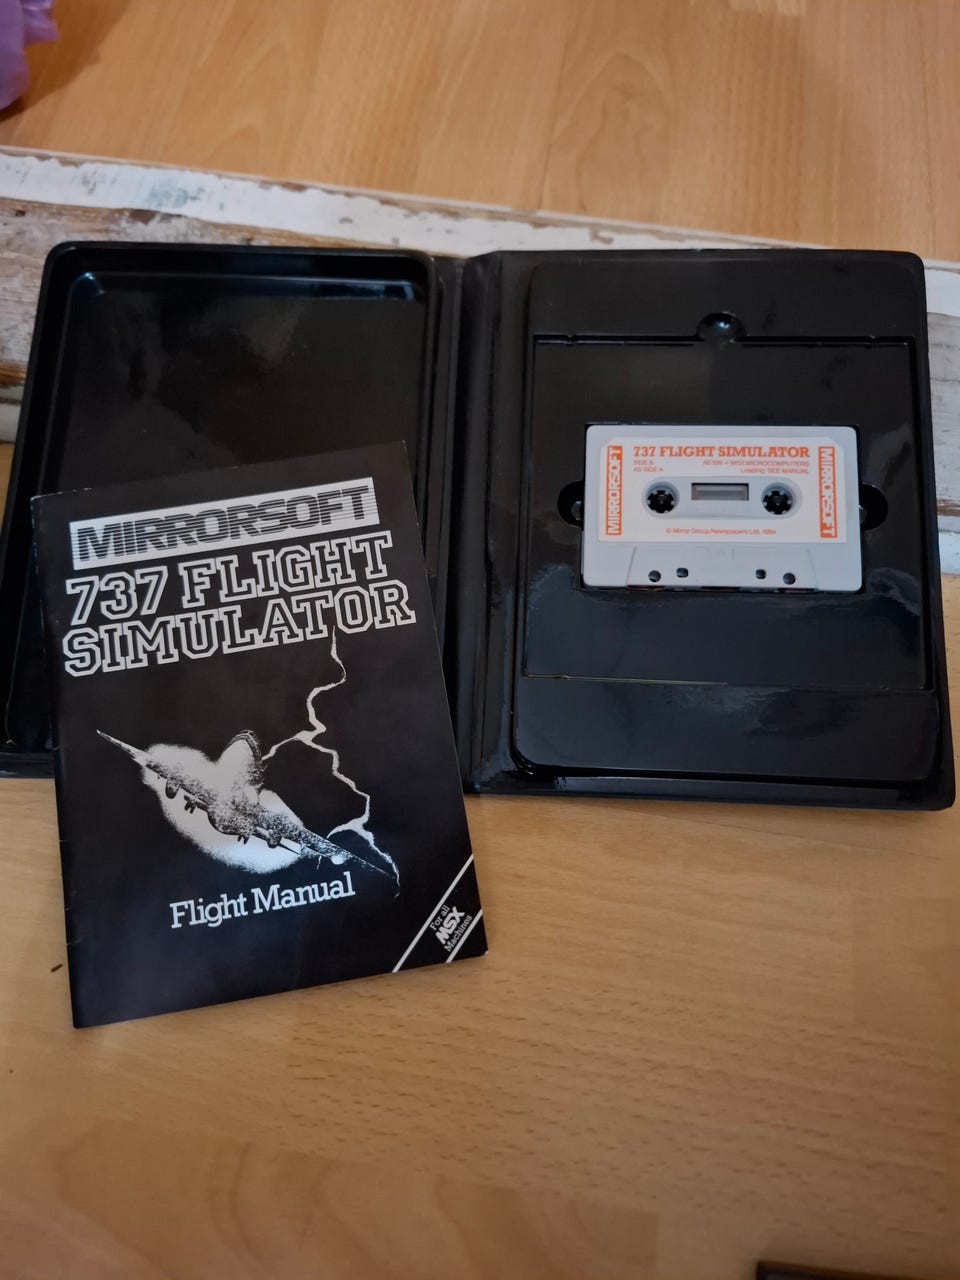 MIRRORSOFT
737 FLIGHT
SIMULATOR
Flight Manual
For all
MSX
Machines
737 FLIGHT SIMULATOR
SIDE B
AS SIDE A
All 32K + MSX MICROCOMPUTERS
Loading: SEE MANUAL
MIRRORSOFT
MIRRORSOFT
© Mirror Group Newspapers Ltd. 1984